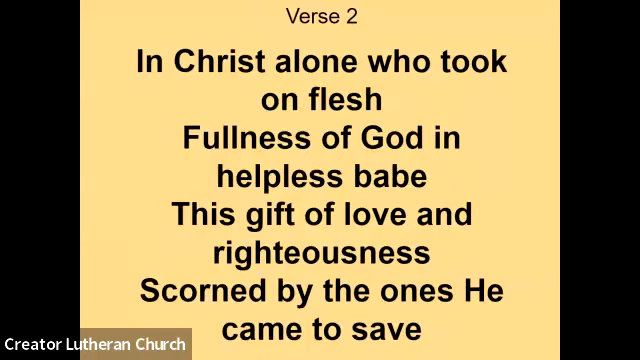 Verse 2
In Christ alone who took
on flesh
Fullness of God in
helpless babe
This gift of love and
righteousness
Scorned by the ones He
came to save
Creator Lutheran Church